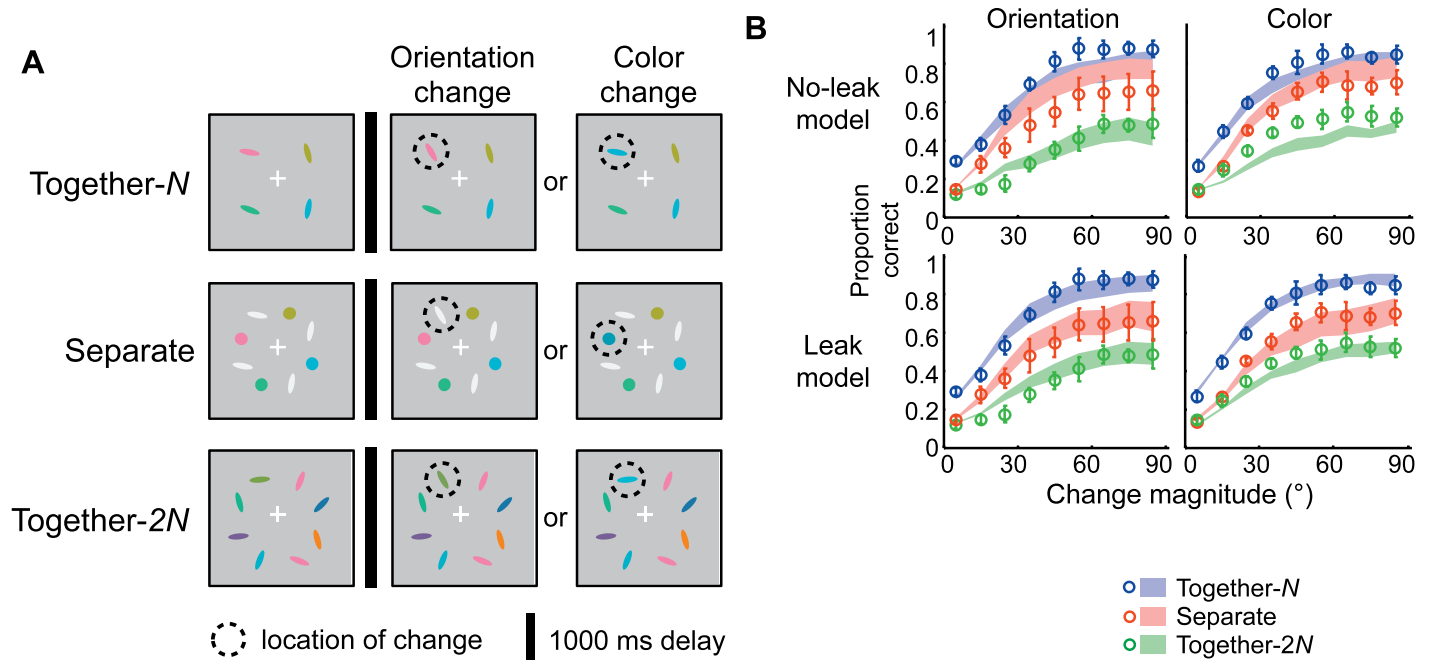 A
Orientation
change
Color
change
Together-N
or
Separate
or
Together-2N
or
location of change
1000 ms delay
B
Orientation
Color
No-leak
model
1
0.8
0.6
0.4
0.2
0
0 30 60 90
0 30 60 90
Proportion
correct
Leak
model
1
0.8
0.6
0.4
0.2
0
0 30 60 90
0 30 60 90
Change magnitude (°)
Together-N
Separate
Together-2N